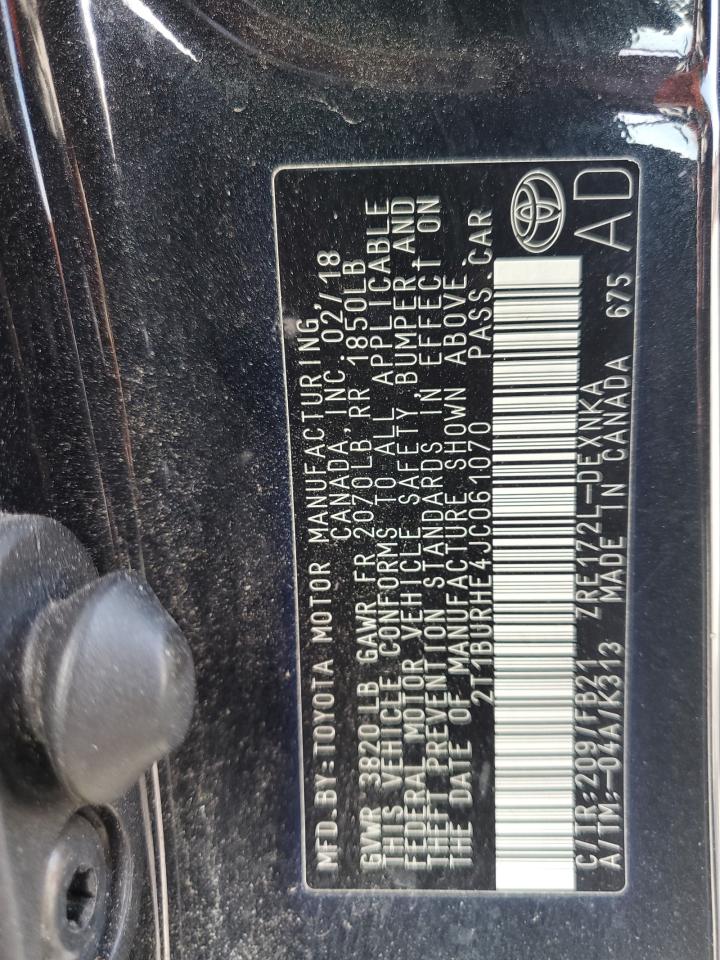 MFD.BY:TOYOTA MOTOR MANUFACTURING,
CANADA, INC. 02/18
GVWR 3820 LB GAWR FR 2070LB, RR 1850LB
THIS VEHICLE CONFORMS TO ALL APPLICABLE
FEDERAL MOTOR VEHICLE SAFETY, BUMPER, AND
THEFT PREVENTION STANDARDS IN EFFECT ON
THE DATE OF MANUFACTURE SHOWN ABOVE.
2T1BURHE4JC061070 PASS.CAR
C/TR:209/FB21 ZRE172L-DEXNKA
A/TM:-04A/K313 MADE IN CANADA 675
AD